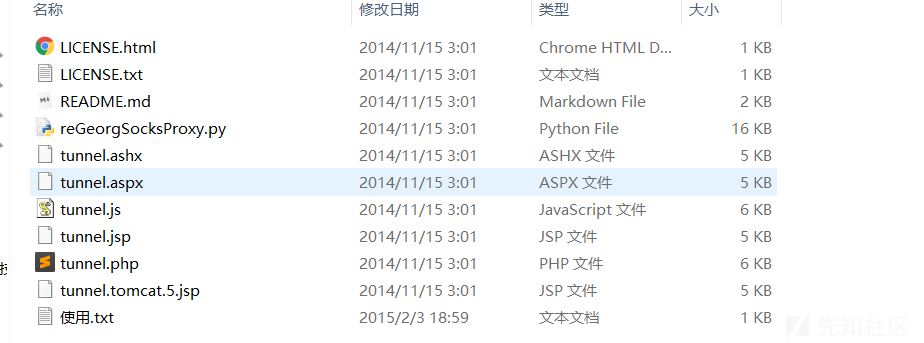 名称 修改日期 类型 大小
LICENSE.html 2014/11/15 3:01 Chrome HTML D... 1 KB
LICENSE.txt 2014/11/15 3:01 文本文档 1 KB
README.md 2014/11/15 3:01 Markdown File 2 KB
reGeorgSocksProxy.py 2014/11/15 3:01 Python File 16 KB
tunnel.ashx 2014/11/15 3:01 ASHX 文件 5 KB
tunnel.aspx 2014/11/15 3:01 ASPX 文件 5 KB
tunnel.js 2014/11/15 3:01 JavaScript 文件 6 KB
tunnel.jsp 2014/11/15 3:01 JSP 文件 5 KB
tunnel.php 2014/11/15 3:01 PHP 文件 6 KB
tunnel.tomcat.5.jsp 2014/11/15 3:01 JSP 文件 5 KB
使用.txt 2015/2/3 18:59 文本文档 1 KB
先知社区